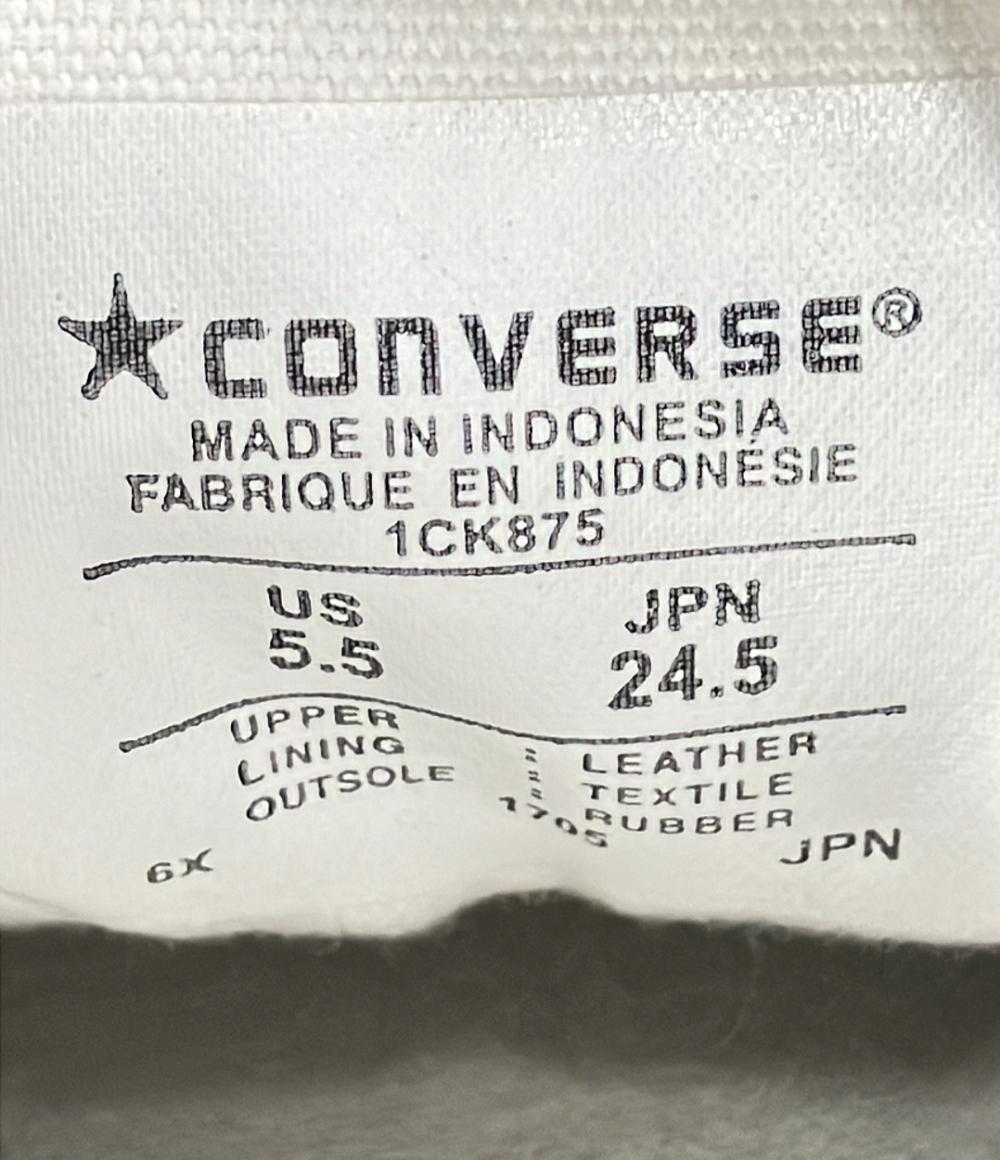 ★CONVERSE®
MADE IN INDONESIA
FABRIQUE EN INDONÉSIE
1CK875
US JPN
5.5 24.5
UPPER = LEATHER
LINING = TEXTILE
OUTSOLE = RUBBER
1705
6X JPN